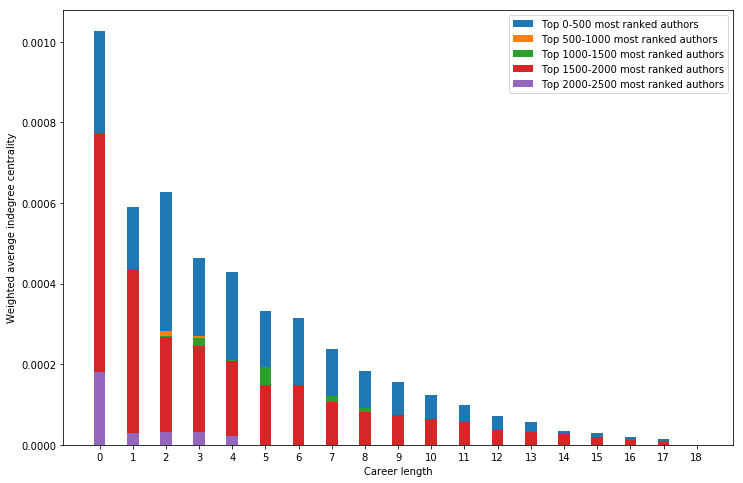 Top 0-500 most ranked authors
Top 500-1000 most ranked authors
Top 1000-1500 most ranked authors
Top 1500-2000 most ranked authors
Top 2000-2500 most ranked authors
Weighted average indegree centrality
0.0010
0.0008
0.0006
0.0004
0.0002
0.0000
0 1 2 3 4 5 6 7 8 9 10 11 12 13 14 15 16 17 18
Career length